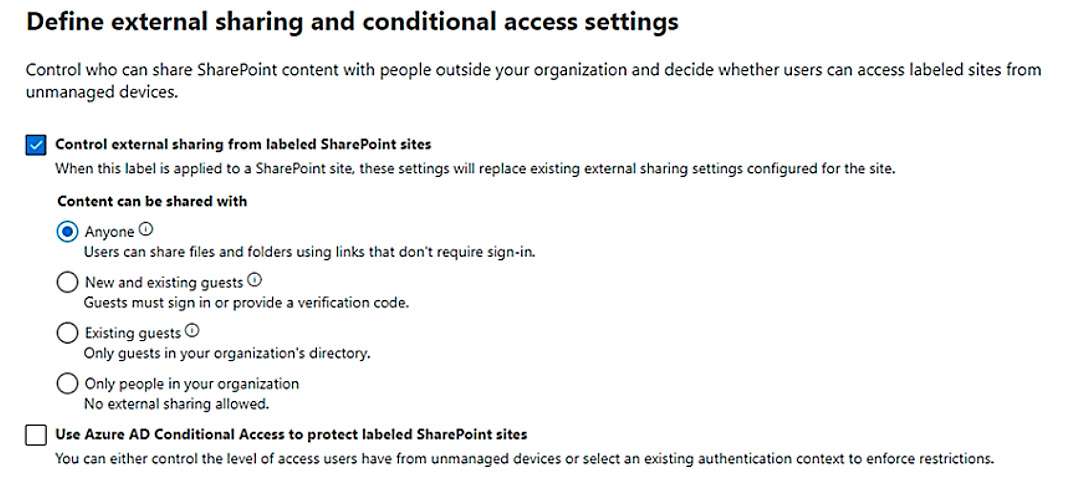 Define external sharing and conditional access settings
Control who can share SharePoint content with people outside your organization and decide whether users can access labeled sites from
unmanaged devices.
Control external sharing from labeled SharePoint sites
When this label is applied to a SharePoint site, these settings will replace existing external sharing settings configured for the site.
Content can be shared with
Anyone
Users can share files and folders using links that don't require sign-in.
New and existing guests
Guests must sign in or provide a verification code.
Existing guests
Only guests in your organization's directory.
Only people in your organization
No external sharing allowed.
Use Azure AD Conditional Access to protect labeled SharePoint sites
You can either control the level of access users have from unmanaged devices or select an existing authentication context to enforce restrictions.